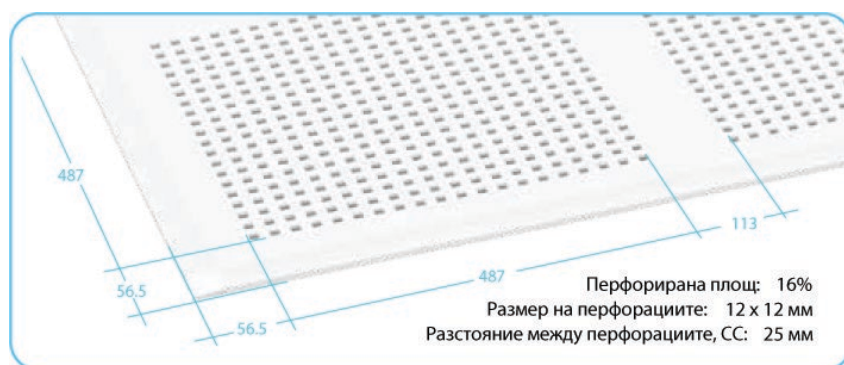 487
56.5
56.5
487
113
Перфорирана площ: 16%
Размер на перфорациите: 12 x 12 мм
Разстояние между перфорациите, СС: 25 мм